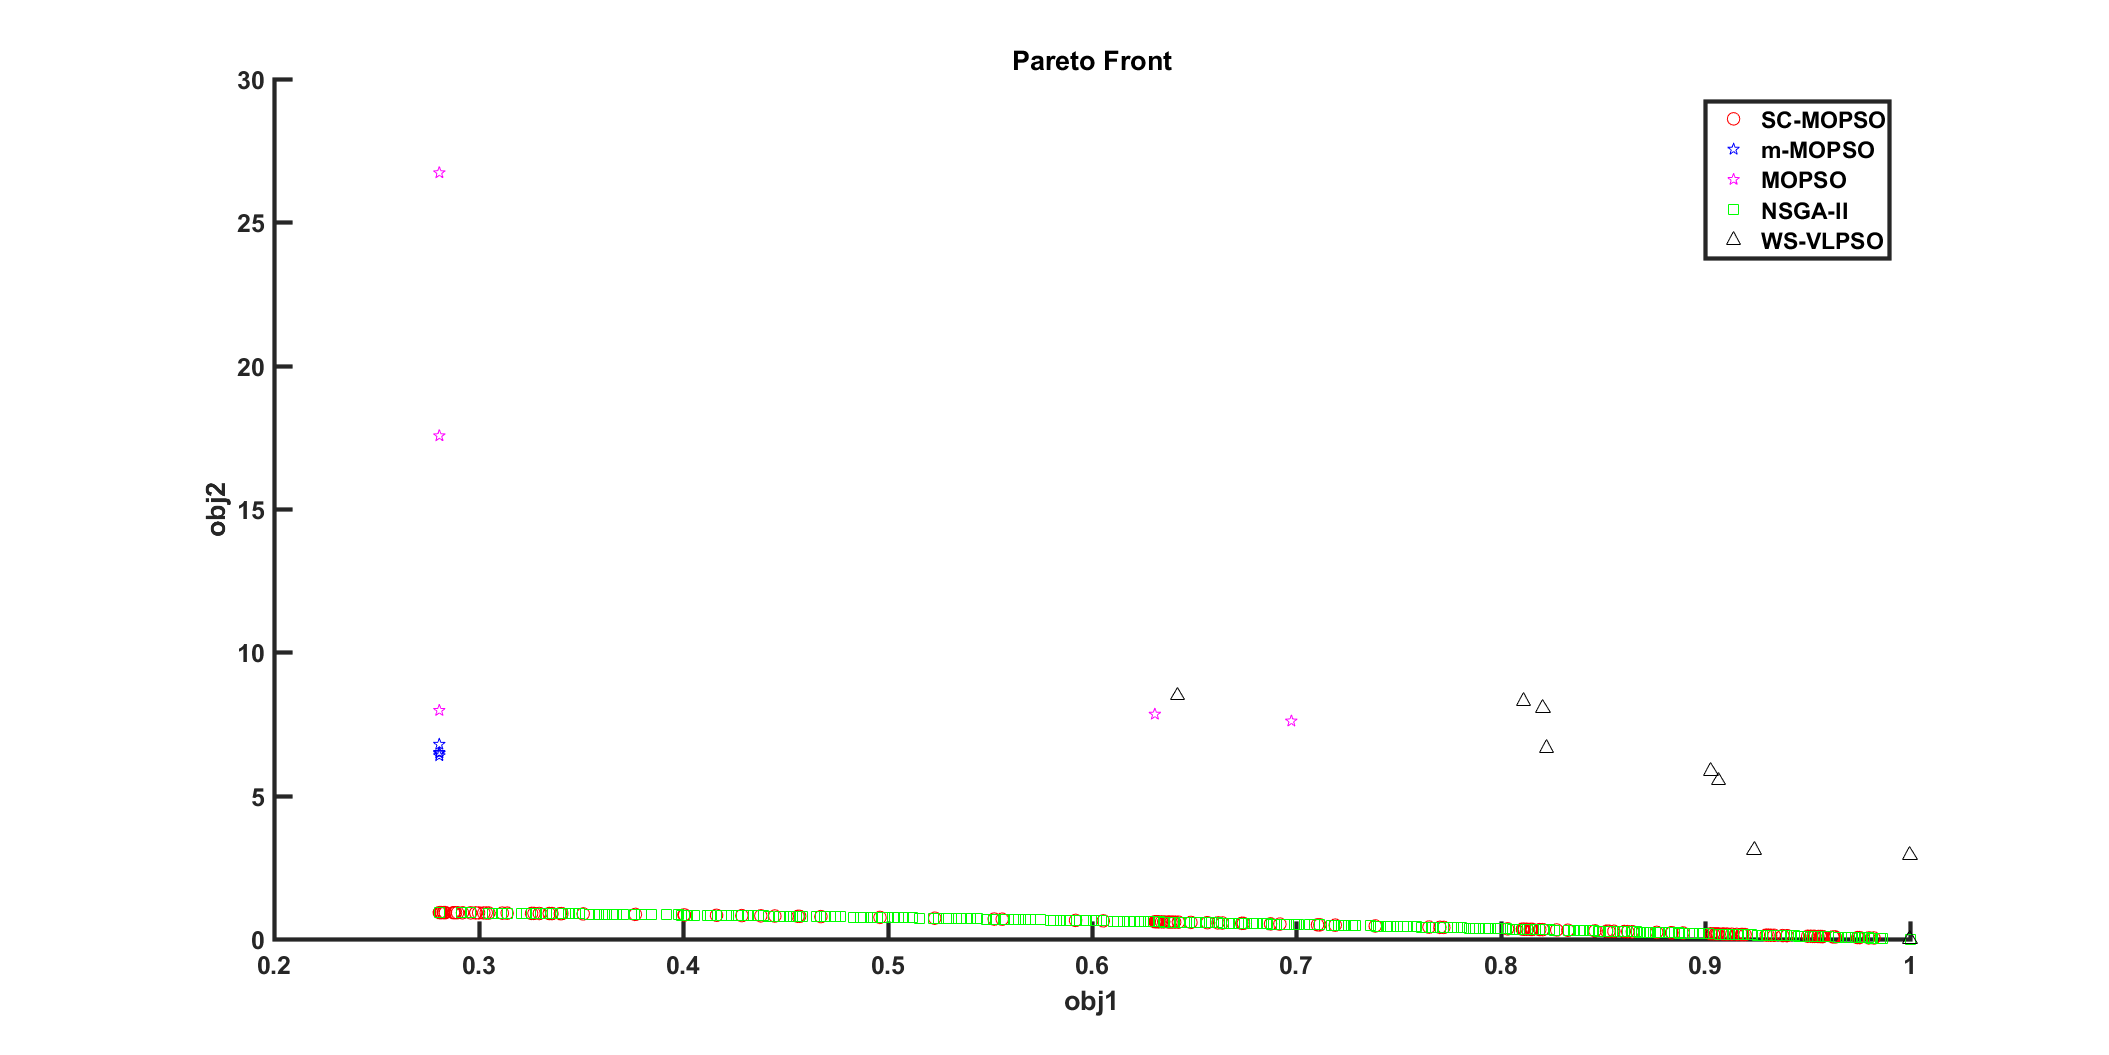 Pareto Front
30
25
20
15
10
5
0
obj2
0.2 0.3 0.4 0.5 0.6 0.7 0.8 0.9 1
obj1
SC-MOPSO
m-MOPSO
MOPSO
NSGA-II
WS-VLPSO